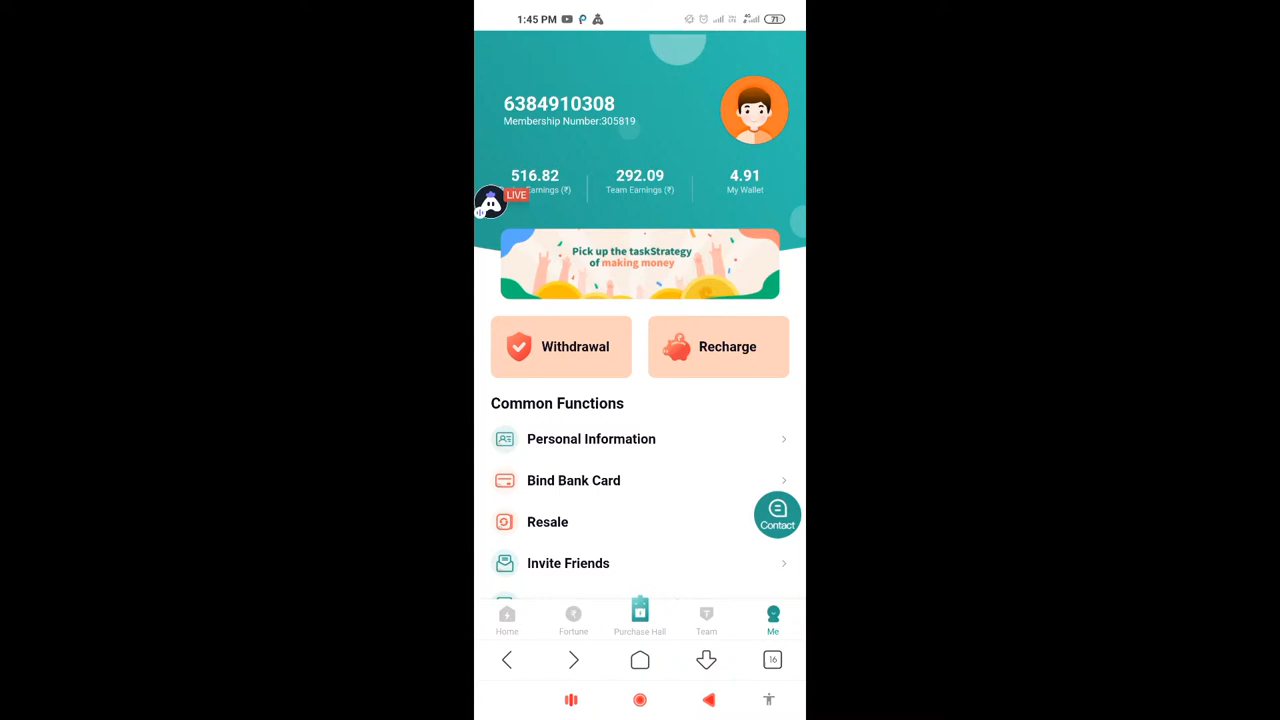 1:45 PM
4G
71
6384910308
Membership Number:305819
516.82
292.09
4.91
Earnings (₹)
Team Earnings (₹)
My Wallet
LIVE
Pick up the taskStrategy
of making money
Withdrawal
Recharge
Common Functions
Personal Information
Bind Bank Card
Contact
Resale
Invite Friends
Home
Fortune
Purchase Hall
Team
Me
16